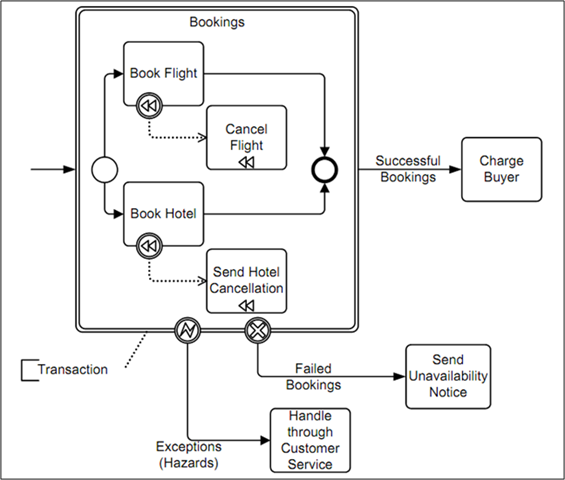 Bookings
Book Flight
Cancel
Flight
Successful
Bookings
Charge
Buyer
Book Hotel
Send Hotel
Cancellation
Transaction
Failed
Bookings
Send
Unavailability
Notice
Exceptions
(Hazards)
Handle
through
Customer
Service